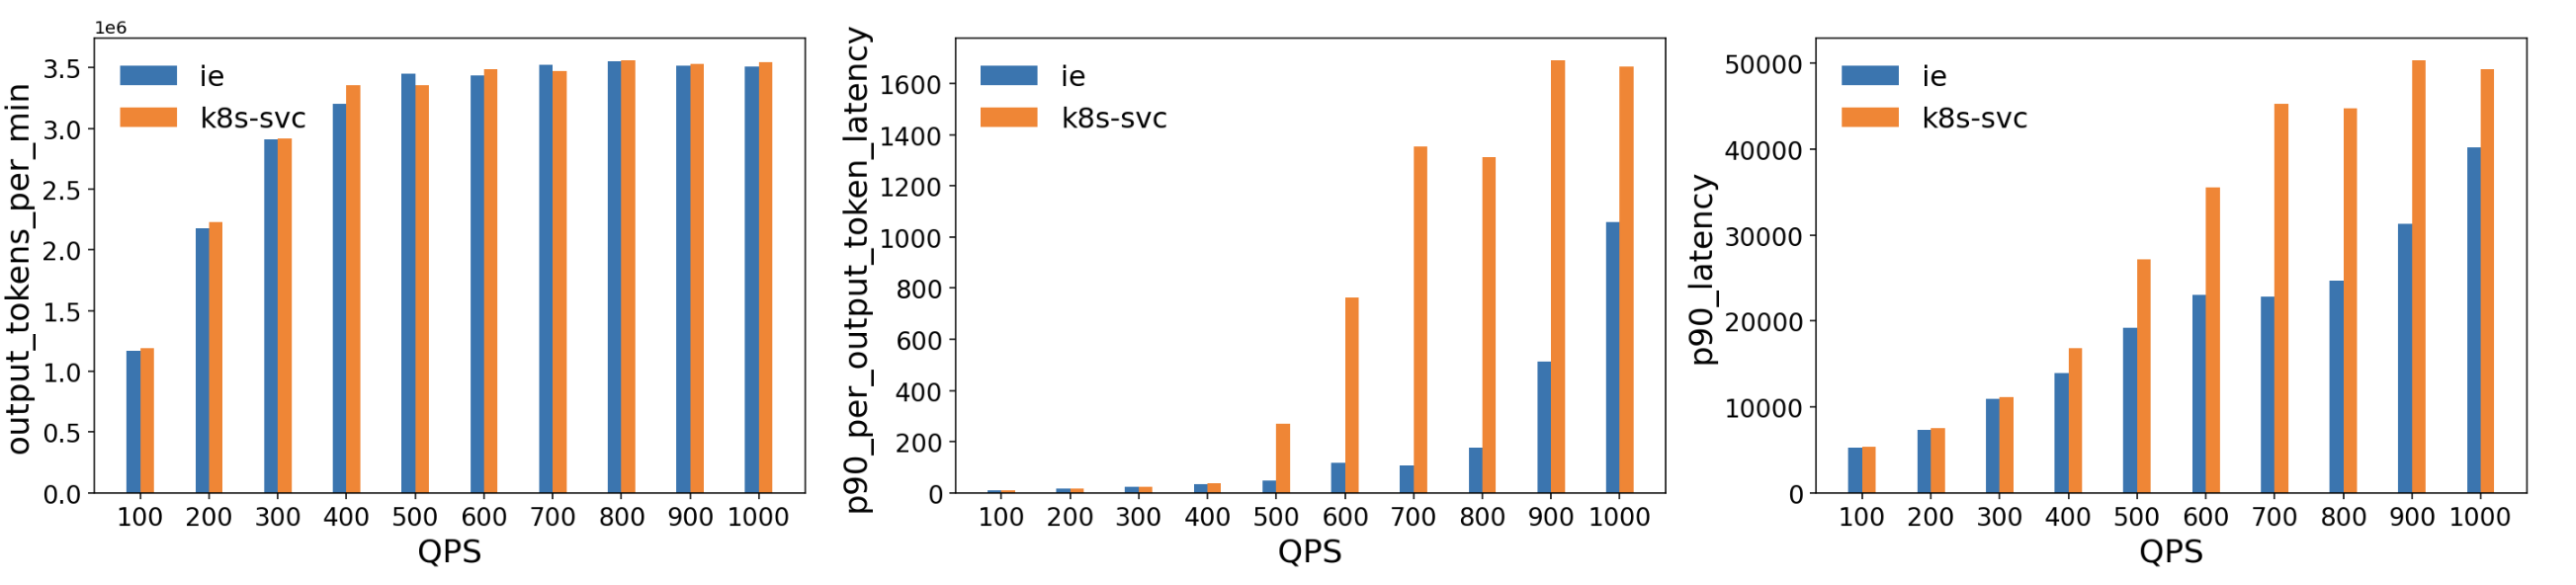 1e6
output_tokens_per_min
3.5
3.0
2.5
2.0
1.5
1.0
0.5
0.0
ie
k8s-svc
100 200 300 400 500 600 700 800 900 1000
QPS
p90_per_output_token_latency
1600
1400
1200
1000
800
600
400
200
0
ie
k8s-svc
100 200 300 400 500 600 700 800 900 1000
QPS
p90_latency
50000
40000
30000
20000
10000
0
ie
k8s-svc
100 200 300 400 500 600 700 800 900 1000
QPS